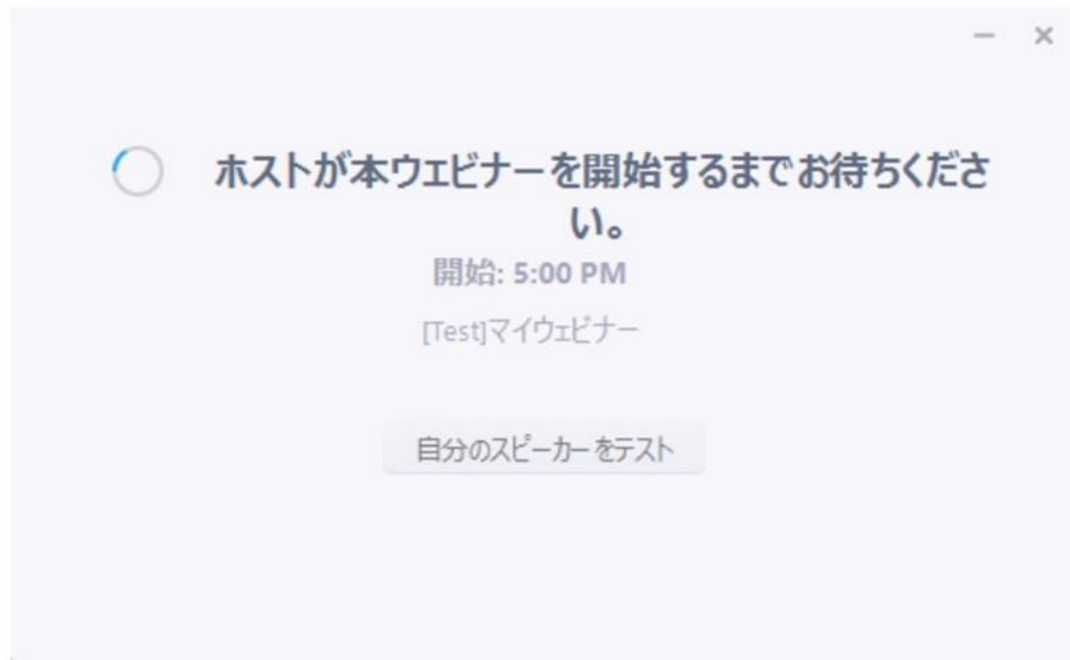 ホストが本ウェビナーを開始するまでお待ちくださ
い。
開始: 5:00 PM
[Test]マイウェビナー
自分のスピーカーをテスト